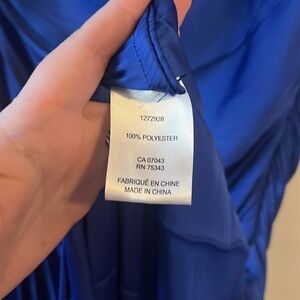 1272928
100% POLYESTER
CA 07043
RN 75343
FABRIQUÉ EN CHINE
MADE IN CHINA